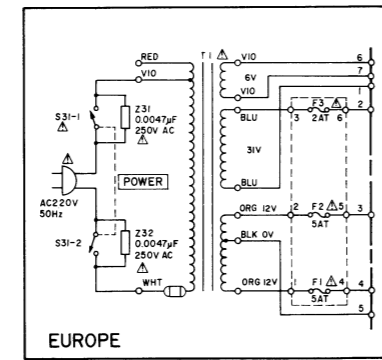 RED
VIO
T1
VIO
6V
VIO
6
7
1
S31-1
Z31
0.0047μF
250V AC
BLU
F3
3
2AT
6
2
31V
POWER
AC220V
50Hz
BLU
ORG 12V
2
F2
5
5AT
3
BLK 0V
S31-2
Z32
0.0047μF
250V AC
WHT
ORG 12V
1
F1
4
5AT
4
5
EUROPE